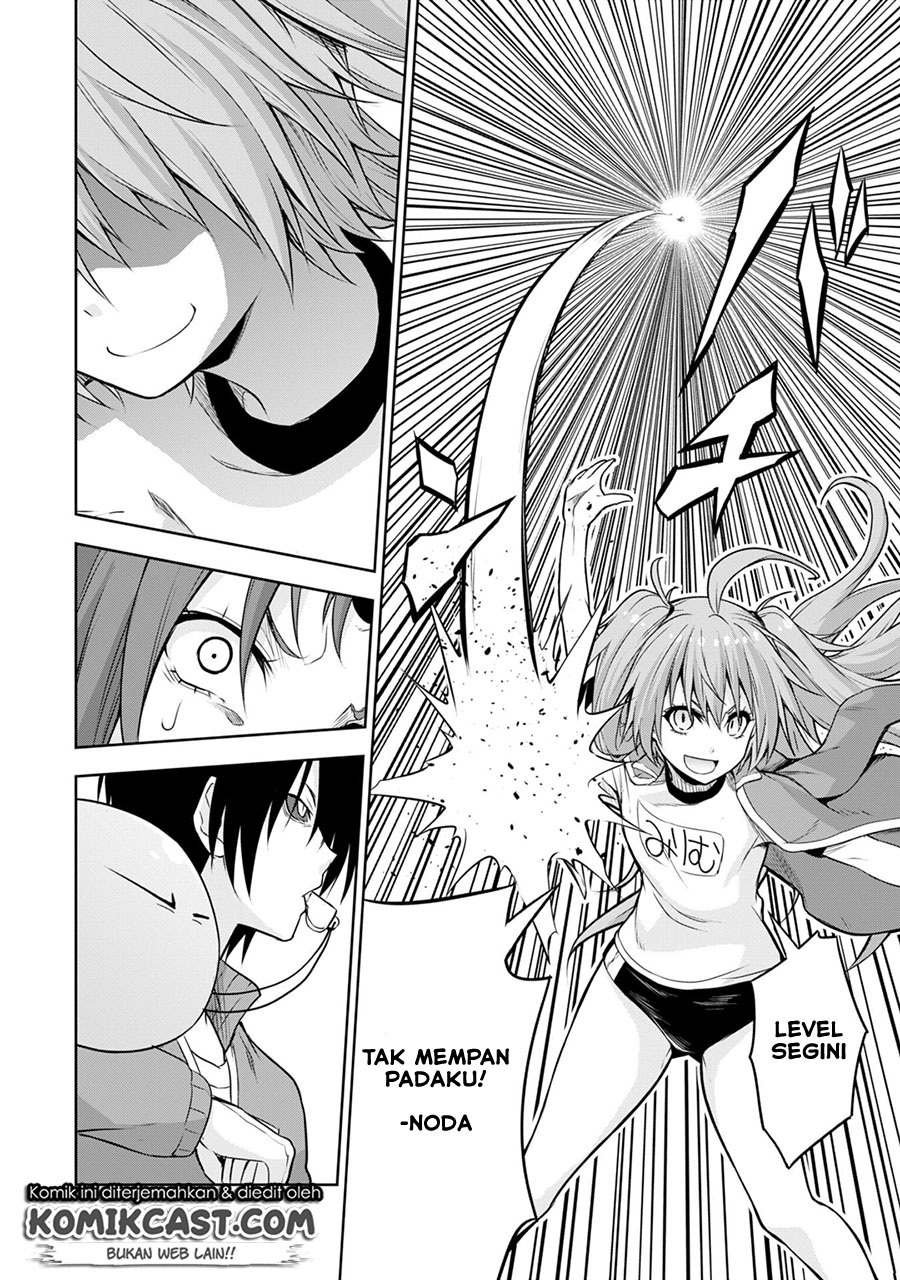 チ
みりむ
LEVEL
SEGINI
TAK MEMPAN
PADAKU!
-NODA
Komik ini diterjemahkan & diedit oleh
KOMIKCAST.COM
BUKAN WEB LAIN!!